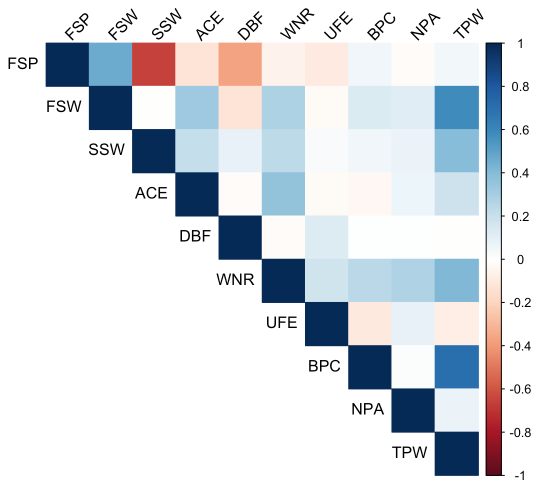 FSP FSW SSW ACE DBF WNR UFE BPC NPA TPW
FSP
FSW
SSW
ACE
DBF
WNR
UFE
BPC
NPA
TPW
1
0.8
0.6
0.4
0.2
0
-0.2
-0.4
-0.6
-0.8
-1